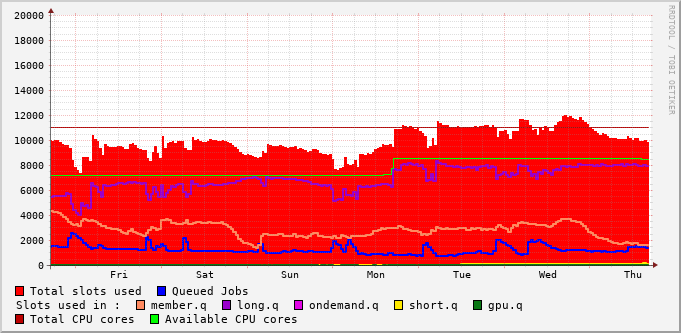 20000
18000
16000
14000
12000
10000
8000
6000
4000
2000
0
Fri Sat Sun Mon Tue Wed Thu
Total slots used Queued Jobs
Slots used in : member.q long.q ondemand.q short.q gpu.q
Total CPU cores Available CPU cores
RRDTOOL / TOBI OETIKER